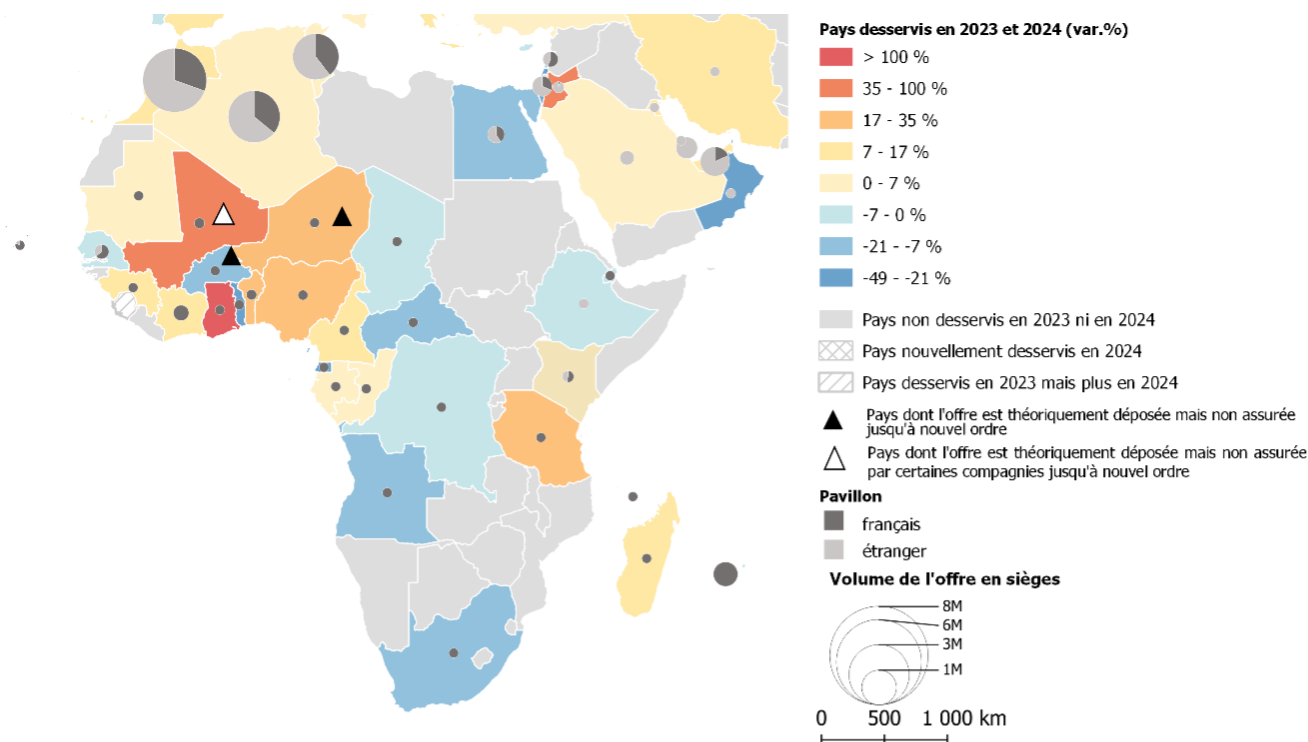 Pays desservis en 2023 et 2024 (var.%)
> 100 %
35 - 100 %
17 - 35 %
7 - 17 %
0 - 7 %
-7 - 0 %
-21 - -7 %
-49 - -21 %
Pays non desservis en 2023 ni en 2024
Pays nouvellement desservis en 2024
Pays desservis en 2023 mais plus en 2024
Pays dont l'offre est théoriquement déposée mais non assurée
jusqu'à nouvel ordre
Pays dont l'offre est théoriquement déposée mais non assurée
par certaines compagnies jusqu'à nouvel ordre
Pavillon
français
étranger
Volume de l'offre en sièges
8M
6M
3M
1M
0 500 1 000 km